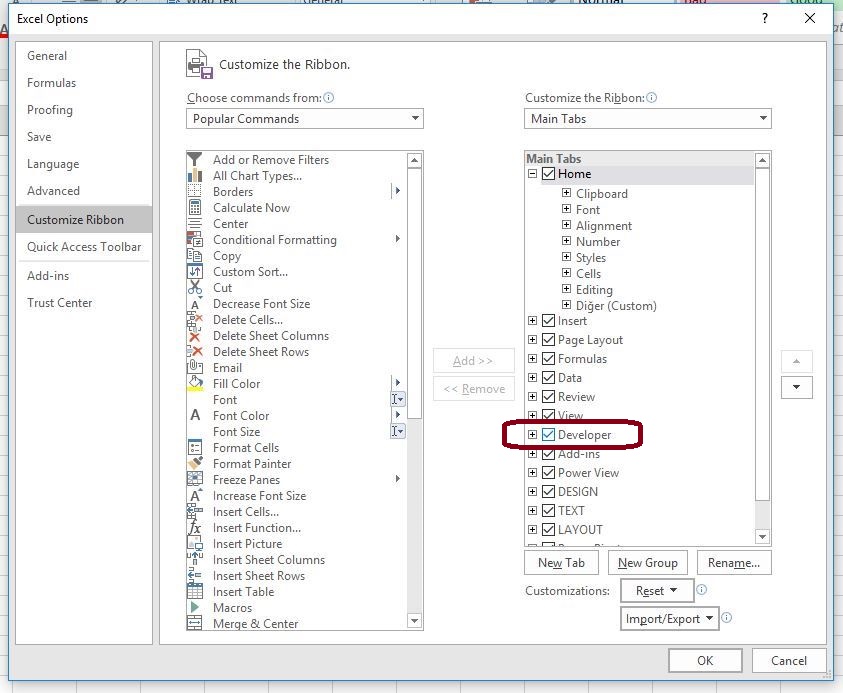 Wrap Text
General
Normal
Bad
Good
Excel Options
?
General
Formulas
Proofing
Save
Language
Advanced
Customize Ribbon
Quick Access Toolbar
Add-ins
Trust Center
Customize the Ribbon.
Choose commands from:
Popular Commands
Add or Remove Filters
All Chart Types...
Borders
Calculate Now
Center
Conditional Formatting
Copy
Custom Sort...
Cut
Decrease Font Size
Delete Cells...
Delete Sheet Columns
Delete Sheet Rows
Email
Fill Color
Font
Font Color
Font Size
Format Cells
Format Painter
Freeze Panes
Increase Font Size
Insert Cells...
Insert Function...
Insert Picture
Insert Sheet Columns
Insert Sheet Rows
Insert Table
Macros
Merge & Center
Add >>
<< Remove
Customize the Ribbon:
Main Tabs
Main Tabs
Home
Clipboard
Font
Alignment
Number
Styles
Cells
Editing
Diğer (Custom)
Insert
Page Layout
Formulas
Data
Review
View
Developer
Add-ins
Power View
DESIGN
TEXT
LAYOUT
New Tab
New Group
Rename...
Customizations:
Reset
Import/Export
OK
Cancel